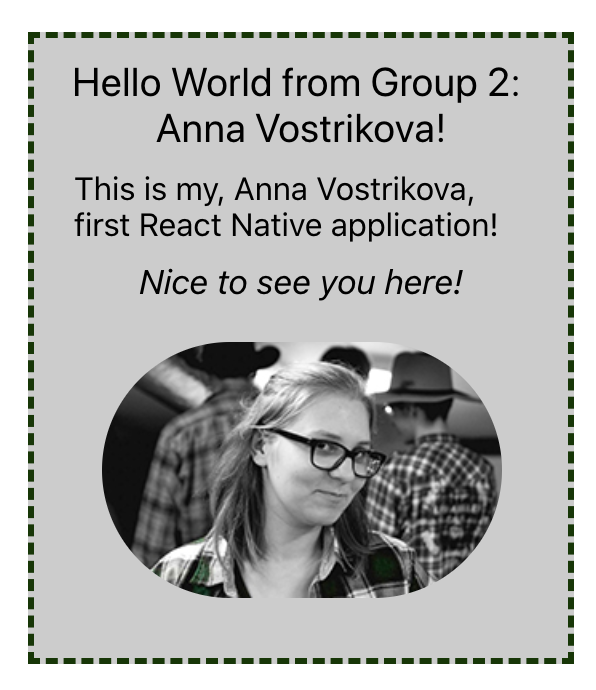 Hello World from Group 2:
Anna Vostrikova!
This is my, Anna Vostrikova,
first React Native application!
Nice to see you here!